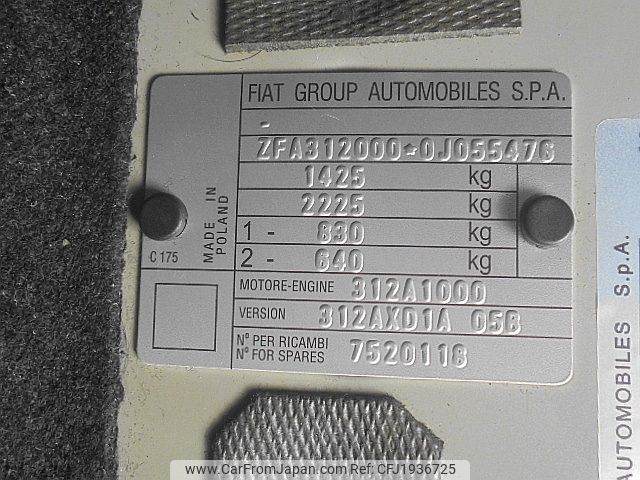 FIAT GROUP AUTOMOBILES S.P.A.
-
ZFA312000*0J055476
1425 kg
2225 kg
1 - 830 kg
2 - 640 kg
MADE IN
POLAND
C 175
MOTORE-ENGINE 312A1000
VERSION 312AXD1A 05B
N° PER RICAMBI
N° FOR SPARES 7520118
AUTOMOBILES S.p.A.
www.CarFromJapan.com - CFJ1936725